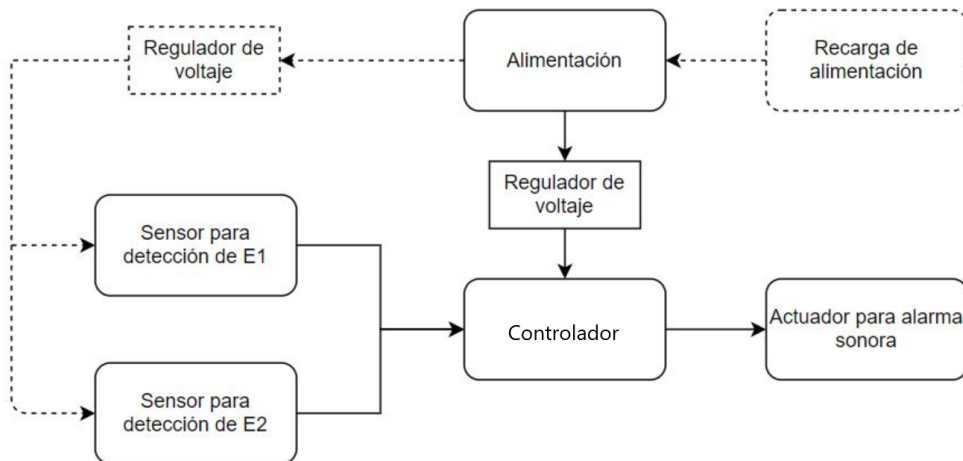 Regulador de
voltaje
Alimentación
Recarga de
alimentación
Regulador de
voltaje
Sensor para
detección de E1
Controlador
Actuador para alarma
sonora
Sensor para
detección de E2